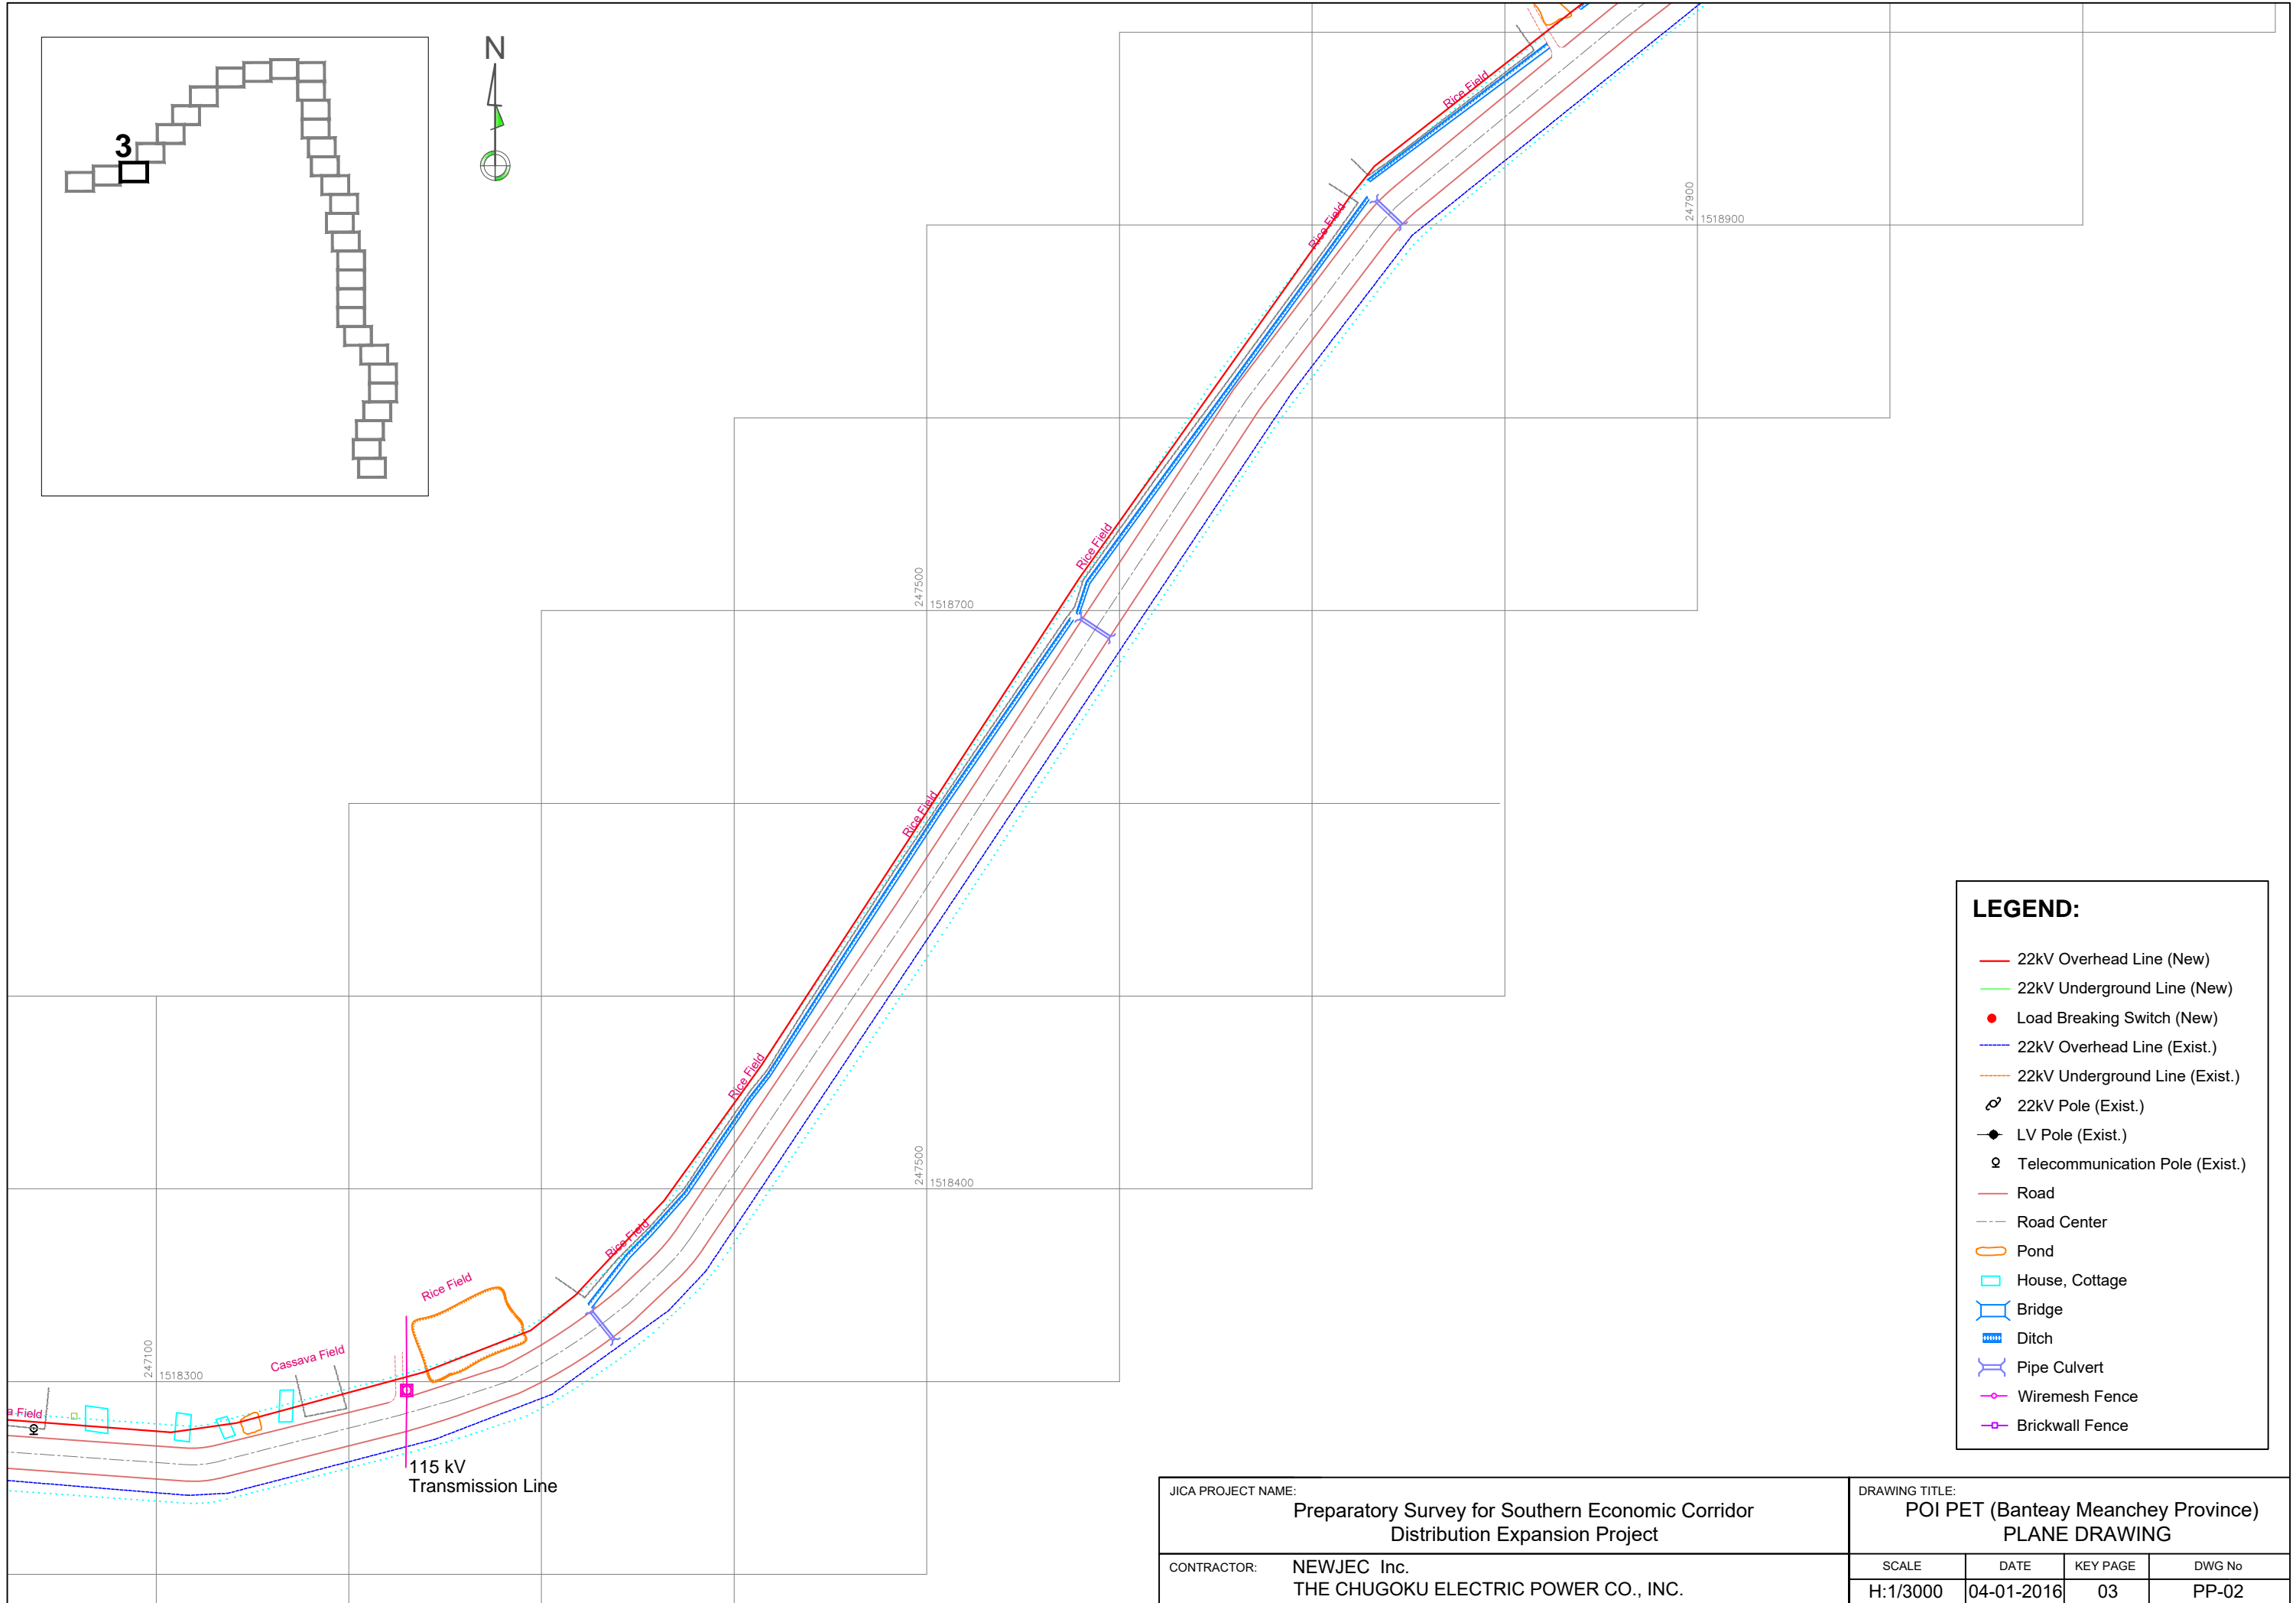 N
3
Rice Field
247900
1518900
Rice Field
Rice Field
247500
1518700
Rice Field
Rice Field
247500
1518400
Rice Field
Rice Field
Cassava Field
247100
1518300
a Field
115 kV
Transmission Line
LEGEND:
22kV Overhead Line (New)
22kV Underground Line (New)
Load Breaking Switch (New)
22kV Overhead Line (Exist.)
22kV Underground Line (Exist.)
22kV Pole (Exist.)
LV Pole (Exist.)
Telecommunication Pole (Exist.)
Road
Road Center
Pond
House, Cottage
Bridge
Ditch
Pipe Culvert
Wiremesh Fence
Brickwall Fence
JICA PROJECT NAME:
Preparatory Survey for Southern Economic Corridor
Distribution Expansion Project
CONTRACTOR: NEWJEC Inc.
THE CHUGOKU ELECTRIC POWER CO., INC.
DRAWING TITLE:
POI PET (Banteay Meanchey Province)
PLANE DRAWING
SCALE DATE KEY PAGE DWG No
H:1/3000 04-01-2016 03 PP-02